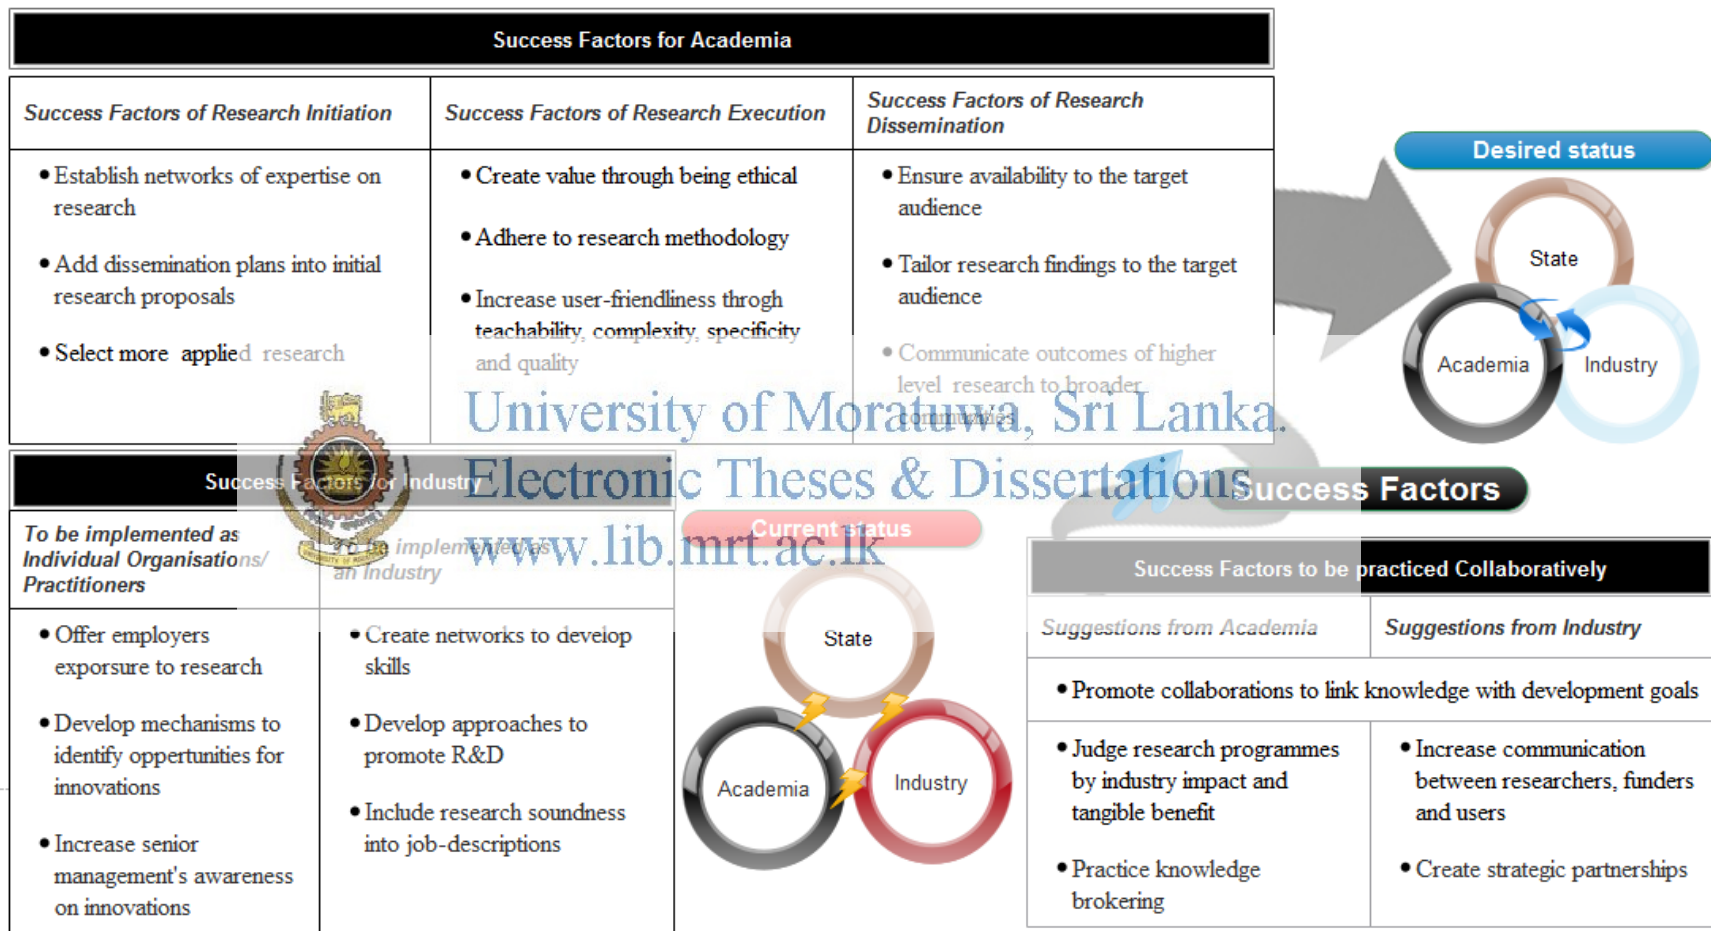 Success Factors for Academia
Success Factors of Research Initiation
Success Factors of Research Execution
Success Factors of Research
Dissemination
Establish networks of expertise on
research
Add dissemination plans into initial
research proposals
Select more applied research
Create value through being ethical
Adhere to research methodology
Increase user-friendliness throgh
teachability, complexity, specificity
and quality
Ensure availability to the target
audience
Tailor research findings to the target
audience
Communicate outcomes of higher
level research to broader
communities
Desired status
State
Academia
Industry
University of Moratuwa, Sri Lanka.
Electronic Theses & Dissertations
www.lib.mrt.ac.lk
Success Factors for Industry
To be implemented as
Individual Organisations/
Practitioners
To be implemented as
an Industry
Offer employers
exporsure to research
Develop mechanisms to
identify oppertunities for
innovations
Increase senior
management's awareness
on innovations
Create networks to develop
skills
Develop approaches to
promote R&D
Include research soundness
into job-descriptions
Current status
State
Academia
Industry
Success Factors
Success Factors to be practiced Collaboratively
Suggestions from Academia
Suggestions from Industry
Promote collaborations to link knowledge with development goals
Judge research programmes
by industry impact and
tangible benefit
Practice knowledge
brokering
Increase communication
between researchers, funders
and users
Create strategic partnerships